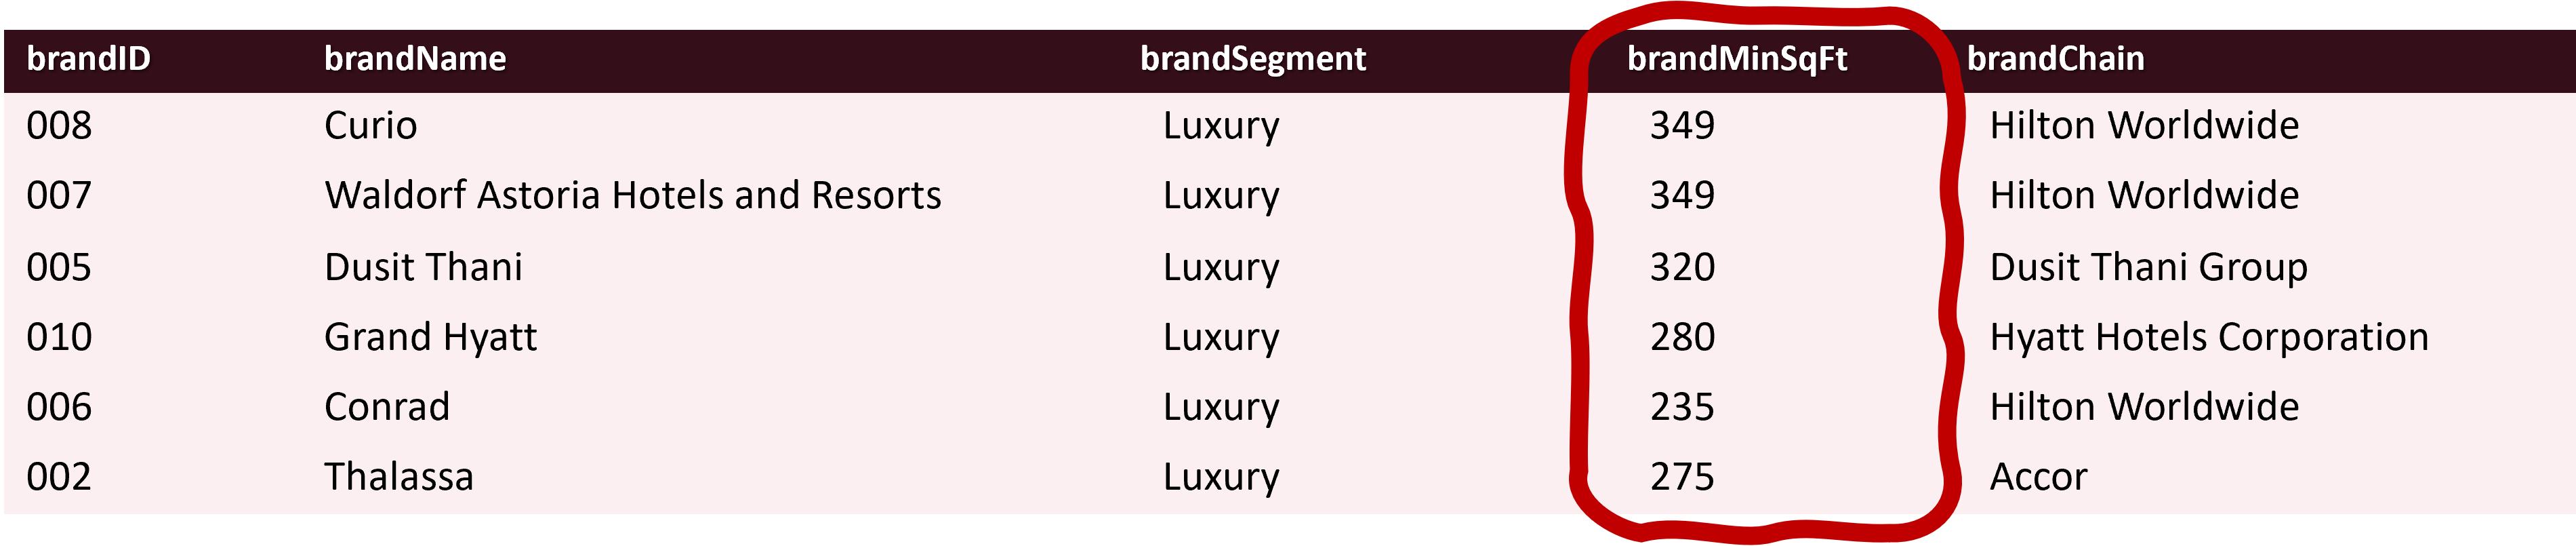 brandID brandName brandSegment brandMinSqFt brandChain
008 Curio Luxury 349 Hilton Worldwide
007 Waldorf Astoria Hotels and Resorts Luxury 349 Hilton Worldwide
005 Dusit Thani Luxury 320 Dusit Thani Group
010 Grand Hyatt Luxury 280 Hyatt Hotels Corporation
006 Conrad Luxury 235 Hilton Worldwide
002 Thalassa Luxury 275 Accor